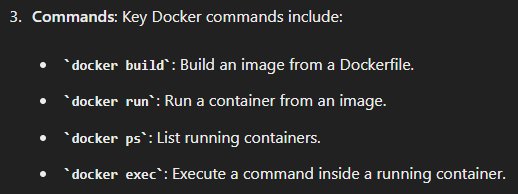 3. Commands: Key Docker commands include:
• `docker build`: Build an image from a Dockerfile.
• `docker run`: Run a container from an image.
• `docker ps`: List running containers.
• `docker exec`: Execute a command inside a running container.